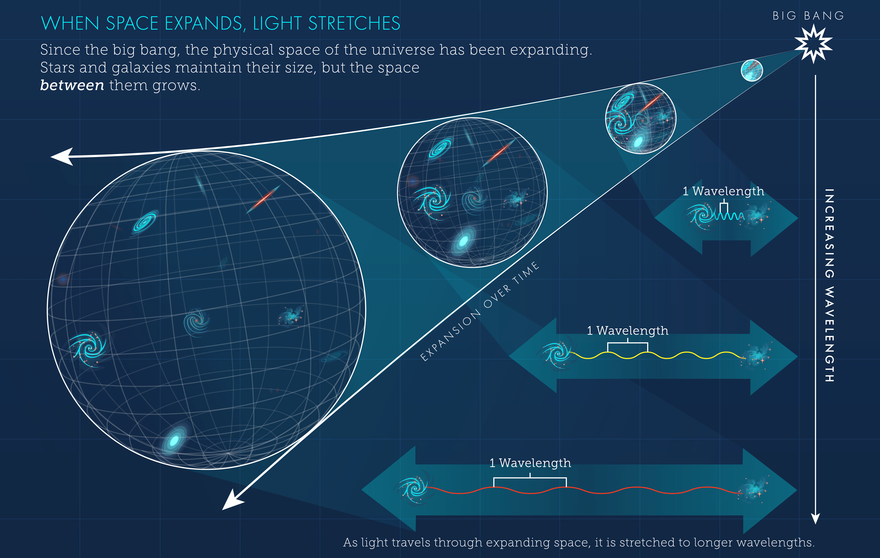 WHEN SPACE EXPANDS, LIGHT STRETCHES
Since the big bang, the physical space of the universe has been expanding.
Stars and galaxies maintain their size, but the space
between them grows.
BIG BANG
1 Wavelength
INCREASING WAVELENGTH
EXPANSION OVER TIME
1 Wavelength
1 Wavelength
As light travels through expanding space, it is stretched to longer wavelengths.